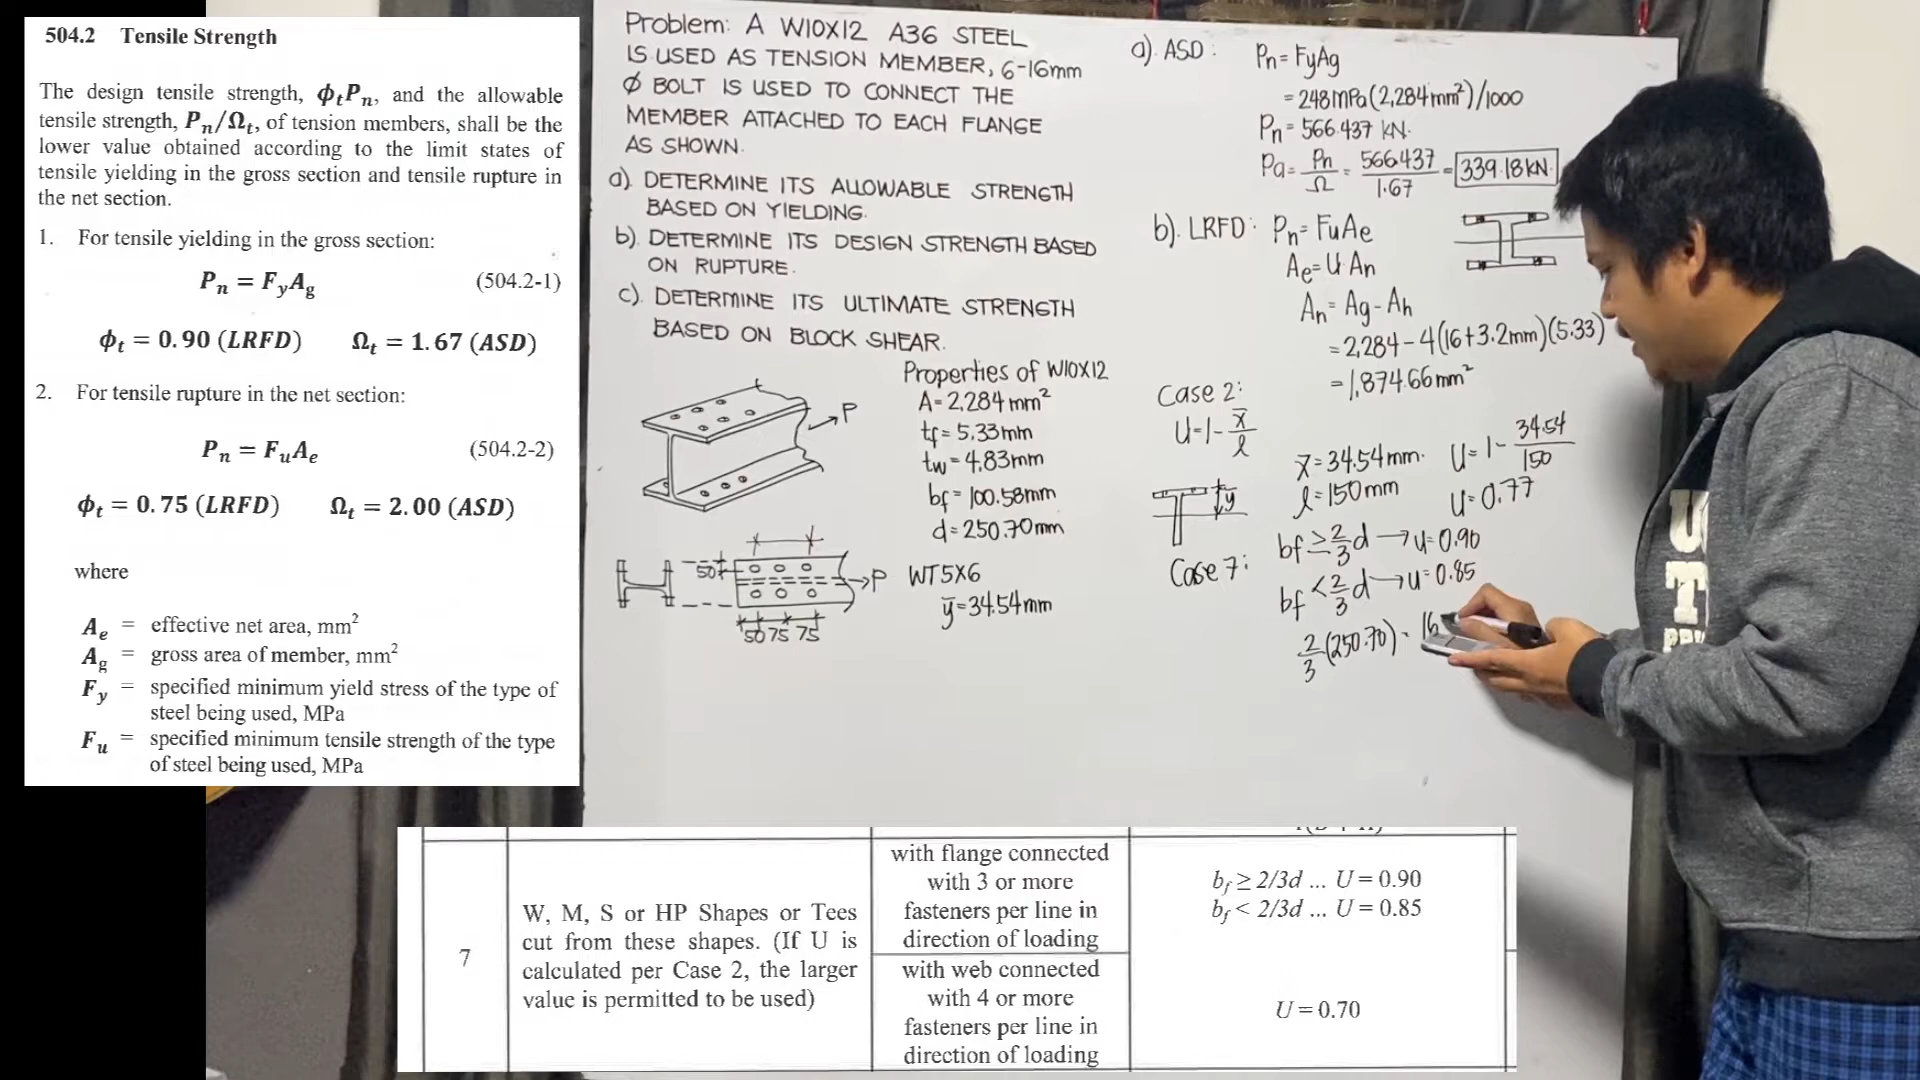 504.2 Tensile Strength
The design tensile strength, ϕₜPₙ, and the allowable
tensile strength, Pₙ/Ωₜ, of tension members, shall be the
lower value obtained according to the limit states of
tensile yielding in the gross section and tensile rupture in
the net section.
1. For tensile yielding in the gross section:
Pₙ = F_yA_g (504.2-1)
ϕₜ = 0.90 (LRFD) Ωₜ = 1.67 (ASD)
2. For tensile rupture in the net section:
Pₙ = FᵤAₑ (504.2-2)
ϕₜ = 0.75 (LRFD) Ωₜ = 2.00 (ASD)
where
Aₑ = effective net area, mm²
A_g = gross area of member, mm²
F_y = specified minimum yield stress of the type of
steel being used, MPa
Fᵤ = specified minimum tensile strength of the type
of steel being used, MPa
Problem: A W10X12 A36 STEEL
IS USED AS TENSION MEMBER, 6-16mm
Ø BOLT IS USED TO CONNECT THE
MEMBER ATTACHED TO EACH FLANGE
AS SHOWN.
a). DETERMINE ITS ALLOWABLE STRENGTH
BASED ON YIELDING.
b). DETERMINE ITS DESIGN STRENGTH BASED
ON RUPTURE.
c). DETERMINE ITS ULTIMATE STRENGTH
BASED ON BLOCK SHEAR.
P
50
P
50 75 75
Properties of W10X12
A = 2,284 mm²
tf = 5.33mm
tw = 4.83mm
bf = 100.58mm
d = 250.70mm
WT5X6
ȳ = 34.54mm
a). ASD: Pn = FyAg
= 248MPa(2,284mm²)/1000
Pn = 566.437 KN.
Pa = Pn/Ω = 566.437/1.67 = 339.18KN.
b). LRFD: Pn = FuAe
Ae = U An
An = Ag - Ah
= 2,284 - 4(16+3.2mm)(5.33)
= 1,874.66mm²
Case 2:
U = 1 - x̄/l
x̄ = 34.54mm. U = 1 - 34.54/150
l = 150mm U = 0.77
ȳ
Case 7: bf ≥ 2/3 d → U = 0.90
bf < 2/3 d → U = 0.85
2/3 (250.70) = 16
UT
7
W, M, S or HP Shapes or Tees
cut from these shapes. (If U is
calculated per Case 2, the larger
value is permitted to be used)
with flange connected
with 3 or more
fasteners per line in
direction of loading
b_f ≥ 2/3d ... U = 0.90
b_f < 2/3d ... U = 0.85
with web connected
with 4 or more
fasteners per line in
direction of loading
U = 0.70